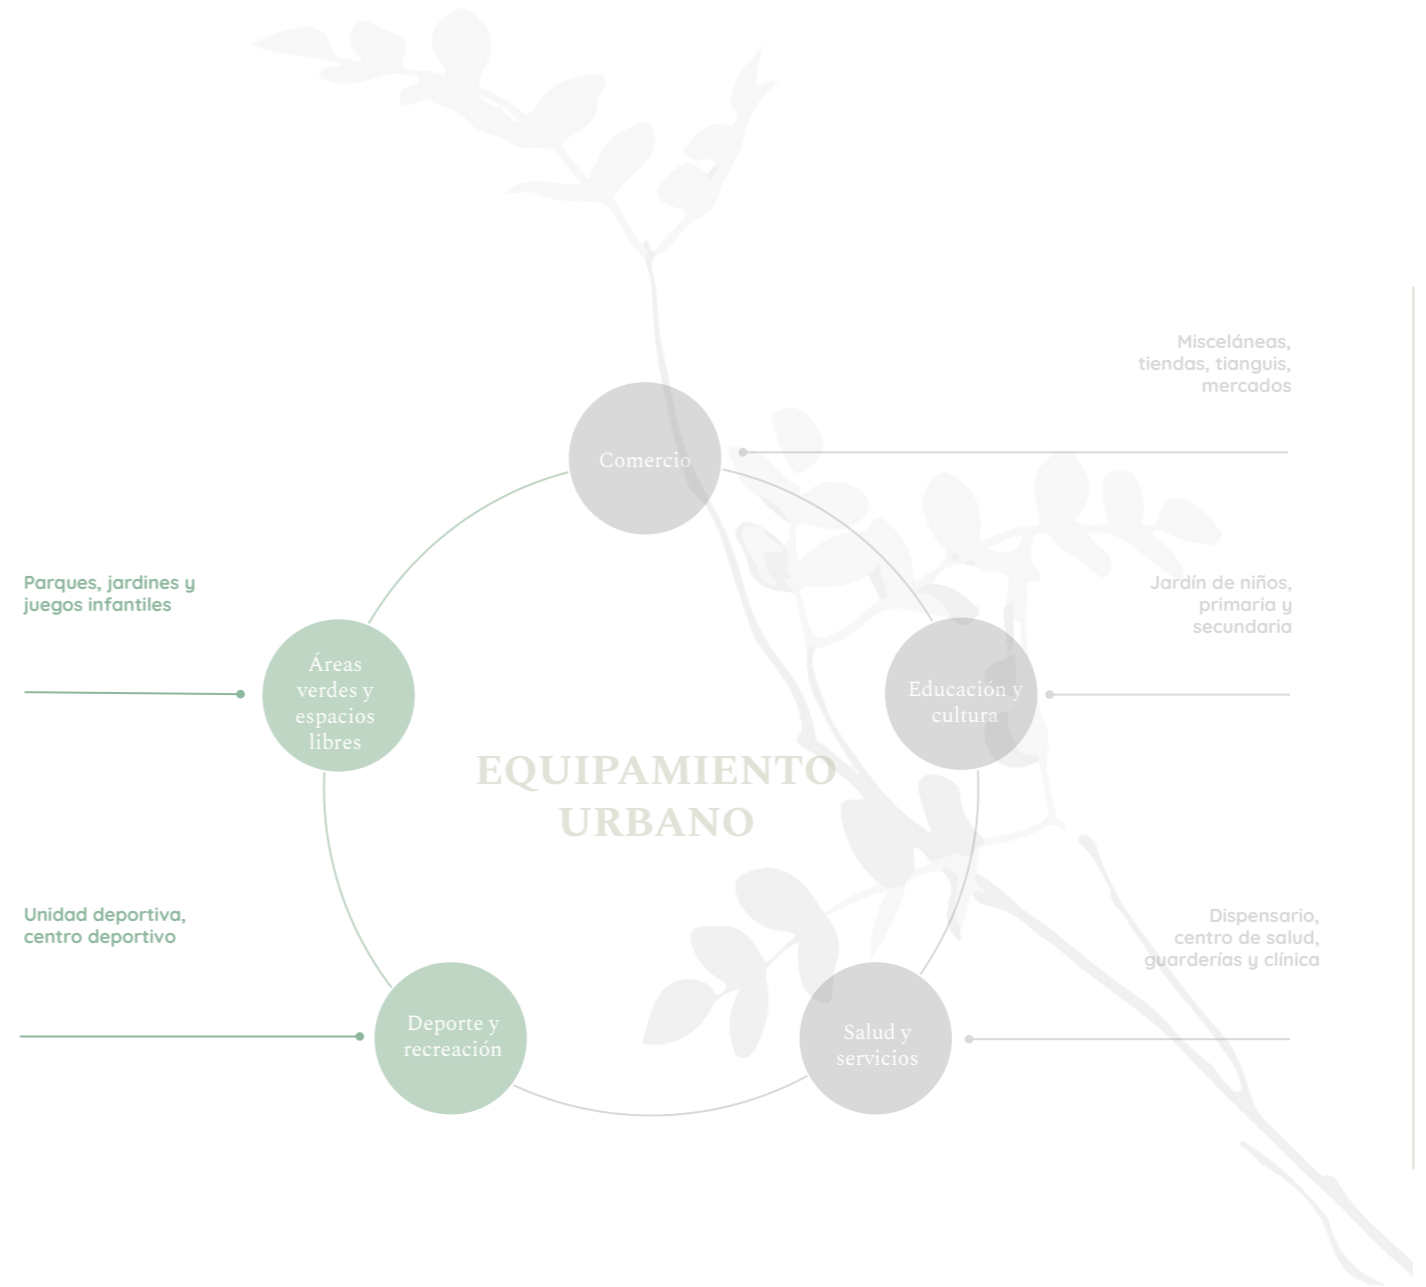 Misceláneas,
tiendas, tianguis,
mercados
Comercio
Parques, jardines y
juegos infantiles
Jardín de niños,
primaria y
secundaria
Áreas
verdes y
espacios
libres
Educación y
cultura
EQUIPAMIENTO
URBANO
Unidad deportiva,
centro deportivo
Dispensario,
centro de salud,
guarderías y clínica
Deporte y
recreación
Salud y
servicios